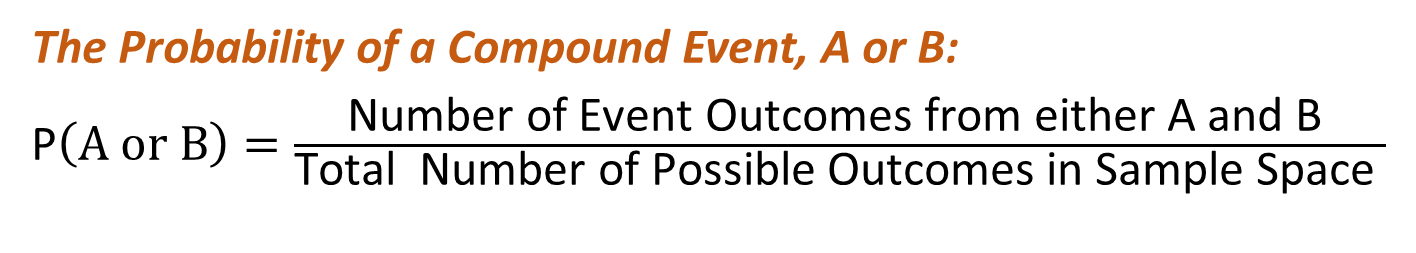 The Probability of a Compound Event, A or B:
P(A or B) = Number of Event Outcomes from either A and B
Total Number of Possible Outcomes in Sample Space